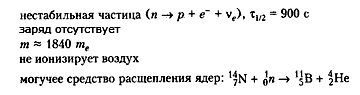 нестабильная частица (n → p + e⁻ + νₑ), τ₁/₂ = 900 с
заряд отсутствует
m ≈ 1840 mₑ
не ионизирует воздух
могучее средство расщепления ядер: ¹⁴₇N + ¹₀n → ¹¹₅B + ⁴₂He